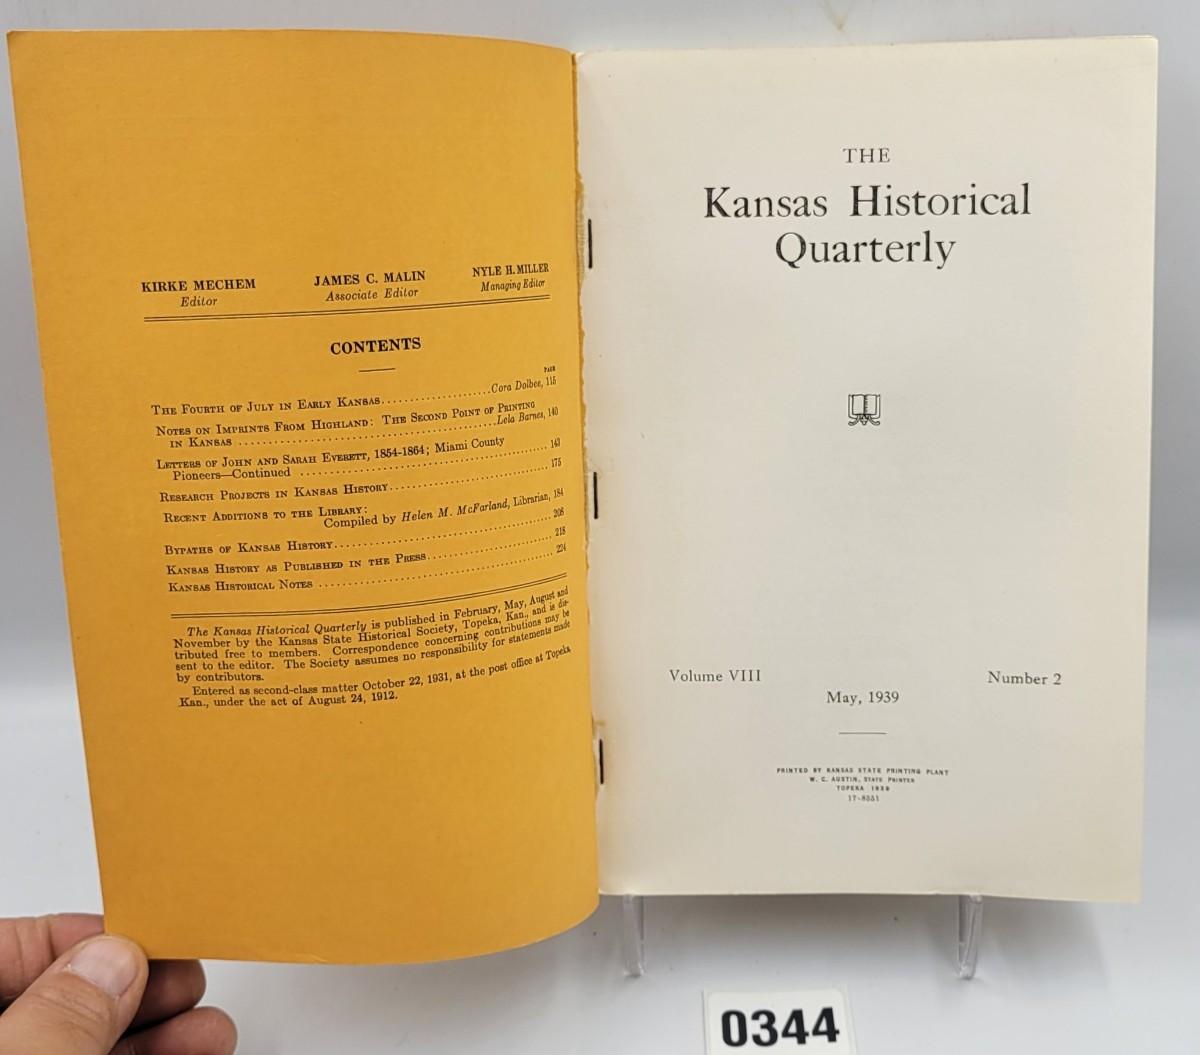 KIRKE MECHEM
Editor
JAMES C. MALIN
Associate Editor
NYLE H. MILLER
Managing Editor
CONTENTS
PAGE
THE FOURTH OF JULY IN EARLY KANSAS......................Cora Dolbee, 115
NOTES ON IMPRINTS FROM HIGHLAND: THE SECOND POINT OF PRINTING
IN KANSAS ..................................................Lela Barnes, 140
LETTERS OF JOHN AND SARAH EVERETT, 1854-1864; Miami County
Pioneers—Continued .................................................. 143
RESEARCH PROJECTS IN KANSAS HISTORY................................ 175
RECENT ADDITIONS TO THE LIBRARY:
Compiled by Helen M. McFarland, Librarian, 184
BYPATHS OF KANSAS HISTORY........................................... 208
KANSAS HISTORY AS PUBLISHED IN THE PRESS......................... 218
KANSAS HISTORICAL NOTES ............................................. 224
The Kansas Historical Quarterly is published in February, May, August and
November by the Kansas State Historical Society, Topeka, Kan., and is dis-
tributed free to members. Correspondence concerning contributions may be
sent to the editor. The Society assumes no responsibility for statements made
by contributors.
Entered as second-class matter October 22, 1931, at the post office at Topeka,
Kan., under the act of August 24, 1912.
THE
Kansas Historical
Quarterly
Volume VIII
Number 2
May, 1939
PRINTED BY KANSAS STATE PRINTING PLANT
W. C. AUSTIN, STATE PRINTER
TOPEKA 1939
17-8551
0344